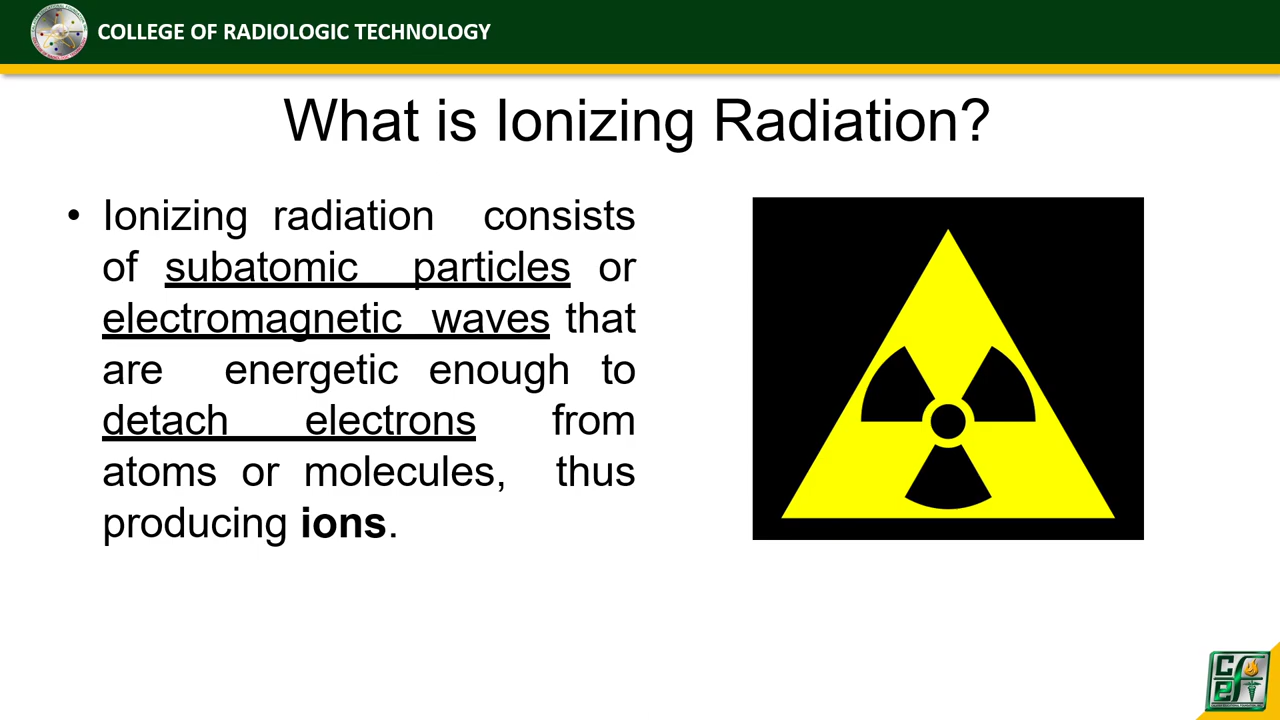 COLLEGE OF RADIOLOGIC TECHNOLOGY
What is Ionizing Radiation?
• Ionizing radiation consists
of subatomic particles or
electromagnetic waves that
are energetic enough to
detach electrons from
atoms or molecules, thus
producing ions.